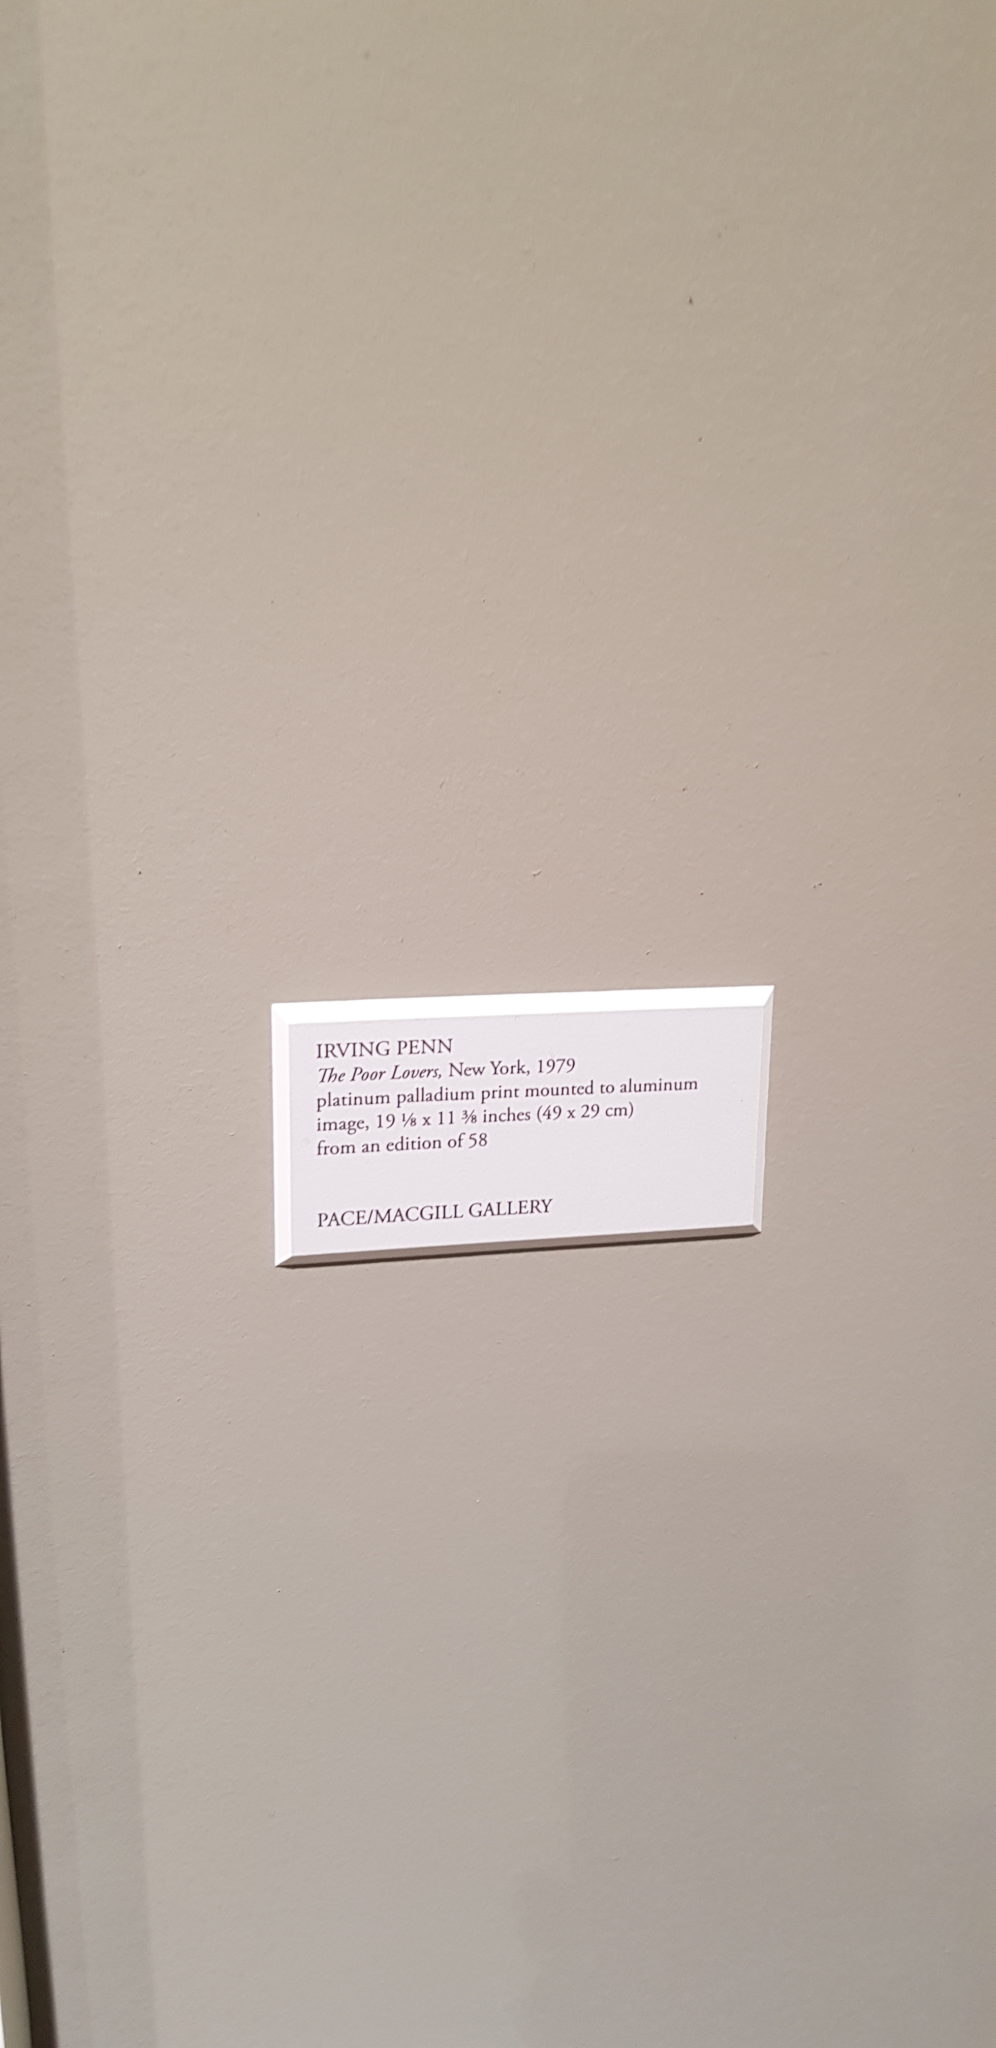 IRVING PENN
The Poor Lovers, New York, 1979
platinum palladium print mounted to aluminum
image, 19 ⅛ x 11 ⅜ inches (49 x 29 cm)
from an edition of 58
PACE/MACGILL GALLERY